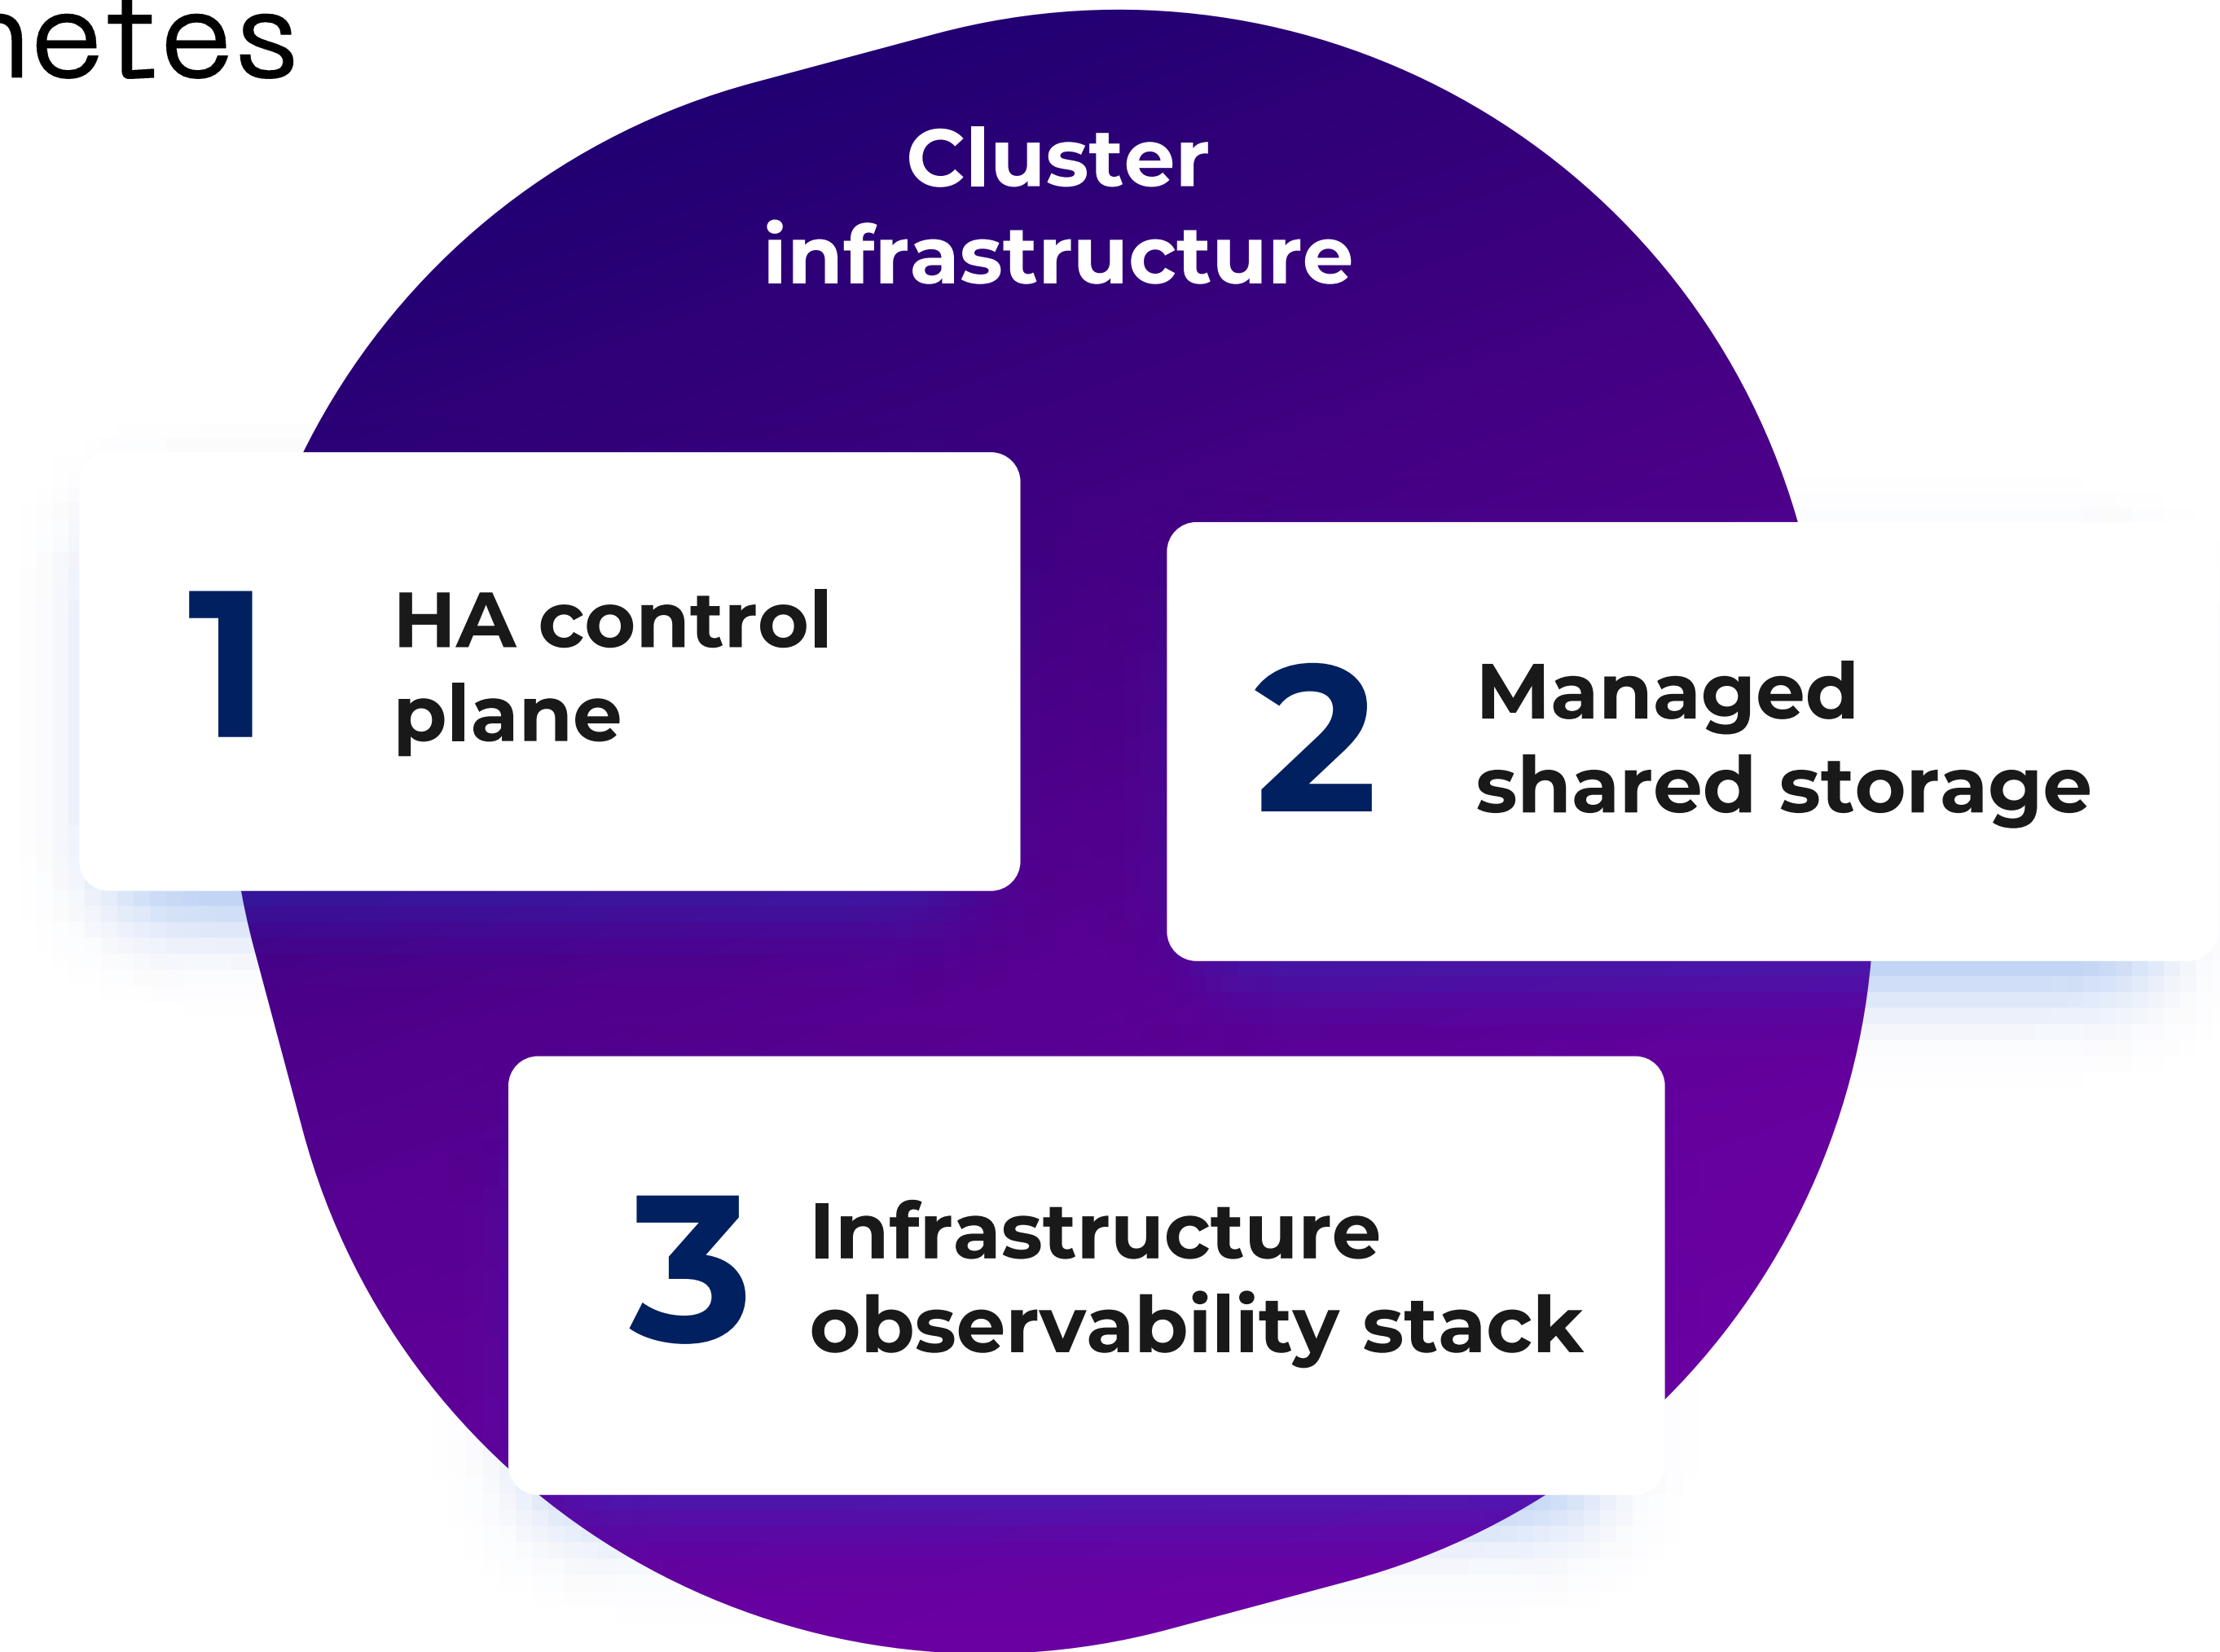 netes
Cluster
infrastructure
1
HA control
plane
2
Managed
shared storage
3
Infrastructure
observability stack